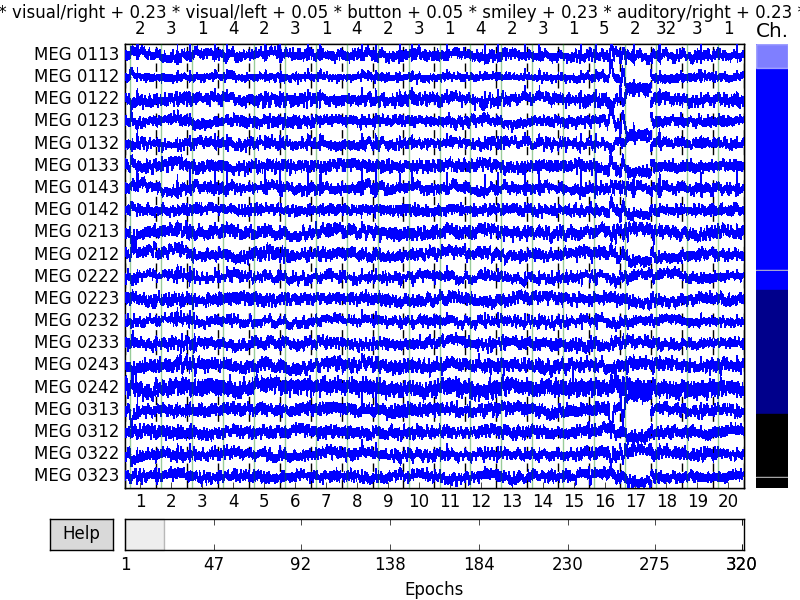 * visual/right + 0.23 * visual/left + 0.05 * button + 0.05 * smiley + 0.23 * auditory/right + 0.23 *
2 3 1 4 2 3 1 4 2 3 1 4 2 3 1 5 2 32 3 1
Ch.
MEG 0113
MEG 0112
MEG 0122
MEG 0123
MEG 0132
MEG 0133
MEG 0143
MEG 0142
MEG 0213
MEG 0212
MEG 0222
MEG 0223
MEG 0232
MEG 0233
MEG 0243
MEG 0242
MEG 0313
MEG 0312
MEG 0322
MEG 0323
1 2 3 4 5 6 7 8 9 10 11 12 13 14 15 16 17 18 19 20
Help
1 47 92 138 184 230 275 320
Epochs